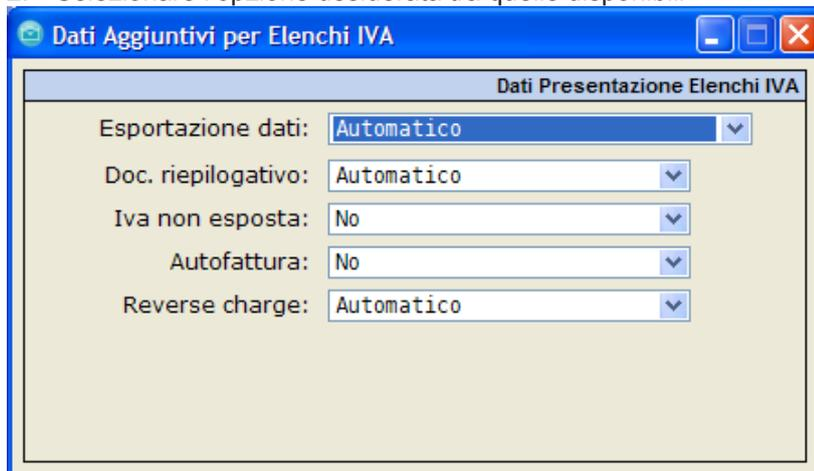 Dati Aggiuntivi per Elenchi IVA
Dati Presentazione Elenchi IVA
Esportazione dati: Automatico
Doc. riepilogativo: Automatico
Iva non esposta: No
Autofattura: No
Reverse charge: Automatico